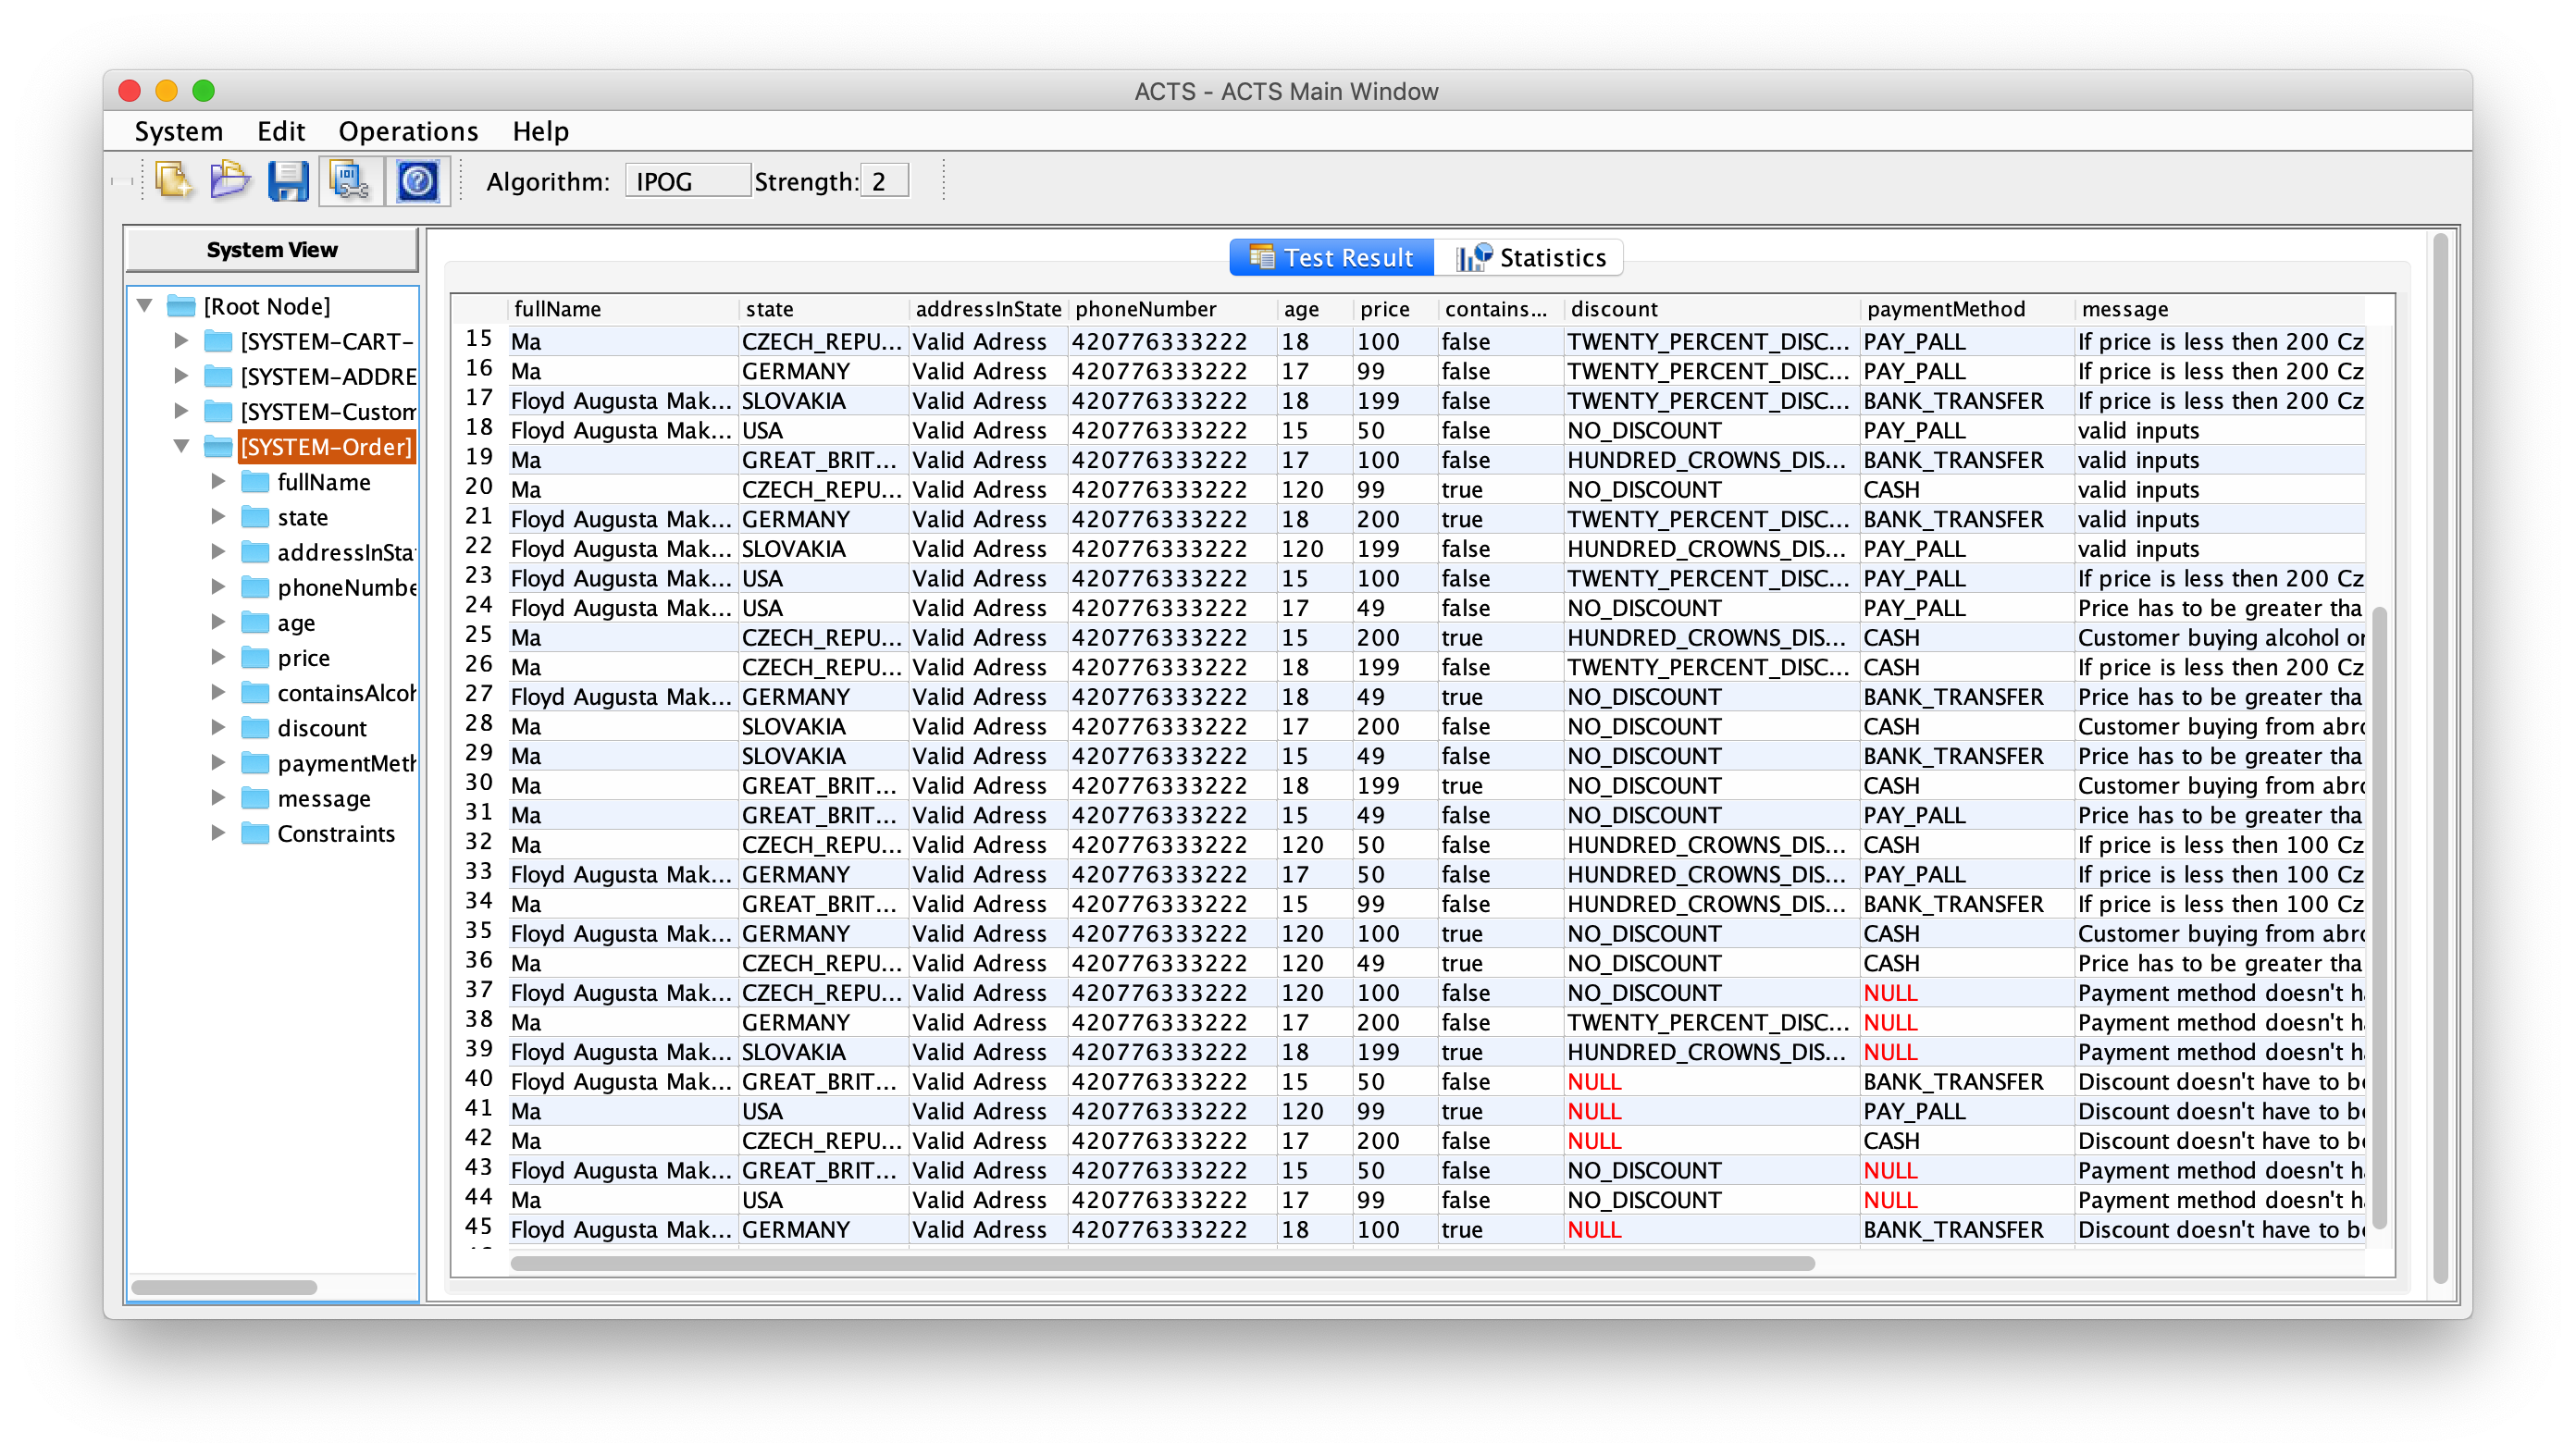 ACTS - ACTS Main Window
System Edit Operations Help
Algorithm: IPOG Strength: 2
System View
Test Result Statistics
[Root Node]
[SYSTEM-CART-
[SYSTEM-ADDRE
[SYSTEM-Custom
[SYSTEM-Order]
fullName
state
addressInSta
phoneNumbe
age
price
containsAlcoh
discount
paymentMeth
message
Constraints
fullName state addressInState phoneNumber age price contains... discount paymentMethod message
15 Ma CZECH_REPU... Valid Adress 420776333222 18 100 false TWENTY_PERCENT_DISC... PAY_PALL If price is less then 200 Cz
16 Ma GERMANY Valid Adress 420776333222 17 99 false TWENTY_PERCENT_DISC... PAY_PALL If price is less then 200 Cz
17 Floyd Augusta Mak... SLOVAKIA Valid Adress 420776333222 18 199 false TWENTY_PERCENT_DISC... BANK_TRANSFER If price is less then 200 Cz
18 Floyd Augusta Mak... USA Valid Adress 420776333222 15 50 false NO_DISCOUNT PAY_PALL valid inputs
19 Ma GREAT_BRIT... Valid Adress 420776333222 17 100 false HUNDRED_CROWNS_DIS... BANK_TRANSFER valid inputs
20 Ma CZECH_REPU... Valid Adress 420776333222 120 99 true NO_DISCOUNT CASH valid inputs
21 Floyd Augusta Mak... GERMANY Valid Adress 420776333222 18 200 true TWENTY_PERCENT_DISC... BANK_TRANSFER valid inputs
22 Floyd Augusta Mak... SLOVAKIA Valid Adress 420776333222 120 199 false HUNDRED_CROWNS_DIS... PAY_PALL valid inputs
23 Floyd Augusta Mak... USA Valid Adress 420776333222 15 100 false TWENTY_PERCENT_DISC... PAY_PALL If price is less then 200 Cz
24 Floyd Augusta Mak... USA Valid Adress 420776333222 17 49 false NO_DISCOUNT PAY_PALL Price has to be greater tha
25 Ma CZECH_REPU... Valid Adress 420776333222 15 200 true HUNDRED_CROWNS_DIS... CASH Customer buying alcohol or
26 Ma CZECH_REPU... Valid Adress 420776333222 18 199 false TWENTY_PERCENT_DISC... CASH If price is less then 200 Cz
27 Floyd Augusta Mak... GERMANY Valid Adress 420776333222 18 49 true NO_DISCOUNT BANK_TRANSFER Price has to be greater tha
28 Ma SLOVAKIA Valid Adress 420776333222 17 200 false NO_DISCOUNT CASH Customer buying from abro
29 Ma SLOVAKIA Valid Adress 420776333222 15 49 false NO_DISCOUNT BANK_TRANSFER Price has to be greater tha
30 Ma GREAT_BRIT... Valid Adress 420776333222 18 199 true NO_DISCOUNT CASH Customer buying from abro
31 Ma GREAT_BRIT... Valid Adress 420776333222 15 49 false NO_DISCOUNT PAY_PALL Price has to be greater tha
32 Ma CZECH_REPU... Valid Adress 420776333222 120 50 false HUNDRED_CROWNS_DIS... CASH If price is less then 100 Cz
33 Floyd Augusta Mak... GERMANY Valid Adress 420776333222 17 50 false HUNDRED_CROWNS_DIS... PAY_PALL If price is less then 100 Cz
34 Ma GREAT_BRIT... Valid Adress 420776333222 15 99 false HUNDRED_CROWNS_DIS... BANK_TRANSFER If price is less then 100 Cz
35 Floyd Augusta Mak... GERMANY Valid Adress 420776333222 120 100 true NO_DISCOUNT CASH Customer buying from abro
36 Ma CZECH_REPU... Valid Adress 420776333222 120 49 true NO_DISCOUNT CASH Price has to be greater tha
37 Floyd Augusta Mak... CZECH_REPU... Valid Adress 420776333222 120 100 false NO_DISCOUNT NULL Payment method doesn't ha
38 Ma GERMANY Valid Adress 420776333222 17 200 false TWENTY_PERCENT_DISC... NULL Payment method doesn't ha
39 Floyd Augusta Mak... SLOVAKIA Valid Adress 420776333222 18 199 true HUNDRED_CROWNS_DIS... NULL Payment method doesn't ha
40 Floyd Augusta Mak... GREAT_BRIT... Valid Adress 420776333222 15 50 false NULL BANK_TRANSFER Discount doesn't have to be
41 Ma USA Valid Adress 420776333222 120 99 true NULL PAY_PALL Discount doesn't have to be
42 Ma CZECH_REPU... Valid Adress 420776333222 17 200 false NULL CASH Discount doesn't have to be
43 Floyd Augusta Mak... GREAT_BRIT... Valid Adress 420776333222 15 50 false NO_DISCOUNT NULL Payment method doesn't ha
44 Ma USA Valid Adress 420776333222 17 99 false NO_DISCOUNT NULL Payment method doesn't ha
45 Floyd Augusta Mak... GERMANY Valid Adress 420776333222 18 100 true NULL BANK_TRANSFER Discount doesn't have to be